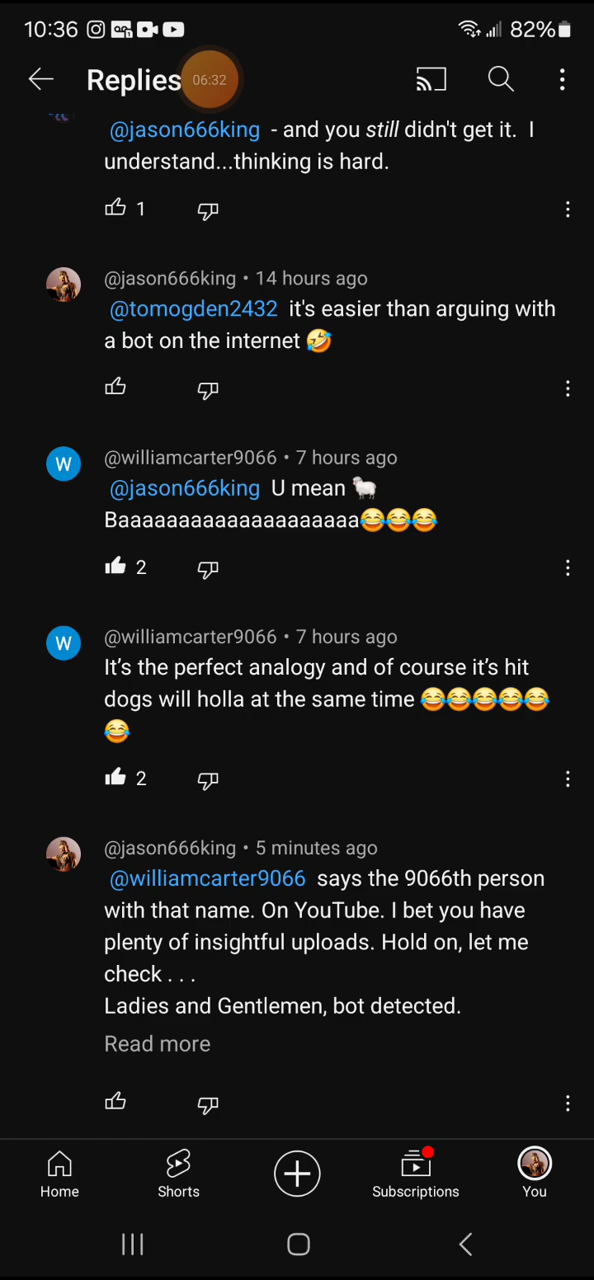 10:36 82%
Replies 06:32
@jason666king - and you still didn't get it. I
understand...thinking is hard.
1
@jason666king • 14 hours ago
@tomogden2432 it's easier than arguing with
a bot on the internet 🤣
W
@williamcarter9066 • 7 hours ago
@jason666king U mean 🐑
Baaaaaaaaaaaaaaaaaaaa😂😂😂
2
W
@williamcarter9066 • 7 hours ago
It’s the perfect analogy and of course it’s hit
dogs will holla at the same time 😂😂😂😂😂
😂
2
@jason666king • 5 minutes ago
@williamcarter9066 says the 9066th person
with that name. On YouTube. I bet you have
plenty of insightful uploads. Hold on, let me
check . . .
Ladies and Gentlemen, bot detected.
Read more
Home Shorts Subscriptions You